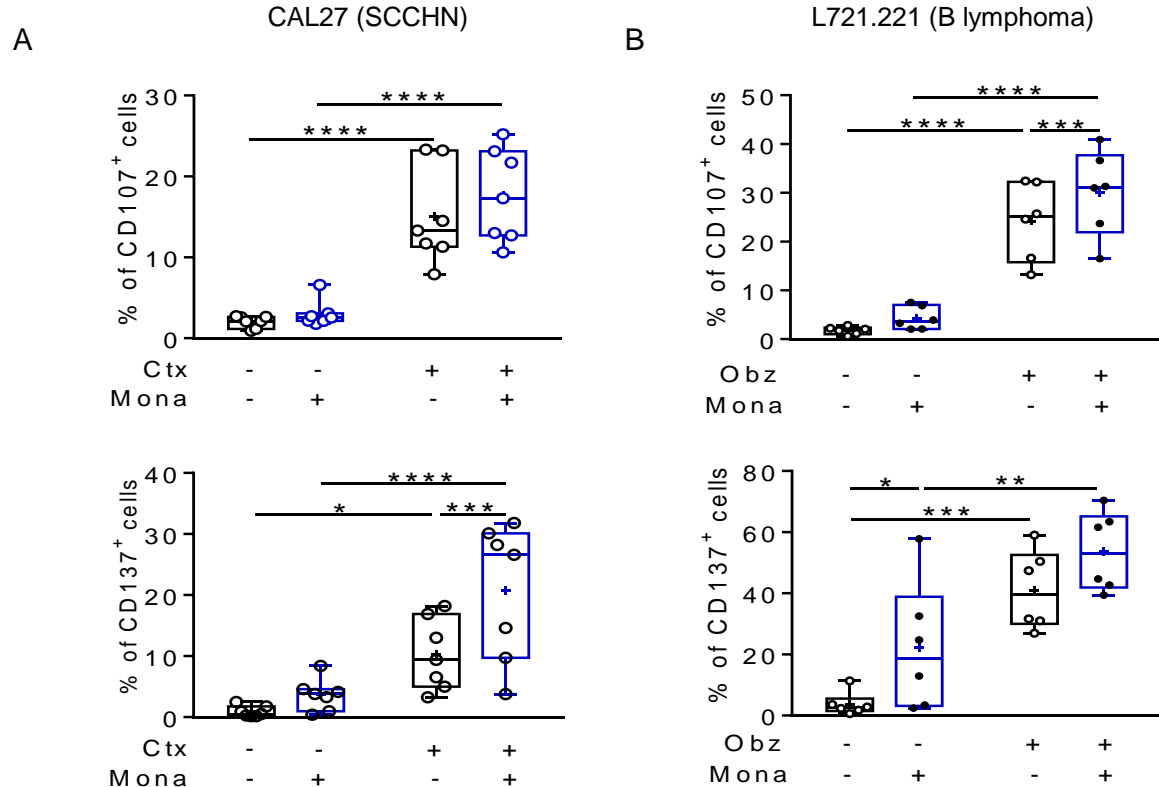 CAL27 (SCCHN)
L721.221 (B lymphoma)
A
B
% of CD107+ cells
30
20
10
0
****
****
Ctx - - + +
Mona - + - +
% of CD107+ cells
50
40
30
20
10
0
****
****
***
Obz - - + +
Mona - + - +
% of CD137+ cells
40
30
20
10
0
****
*
***
Ctx - - + +
Mona - + - +
% of CD137+ cells
80
60
40
20
0
*
**
***
Obz - - + +
Mona - + - +